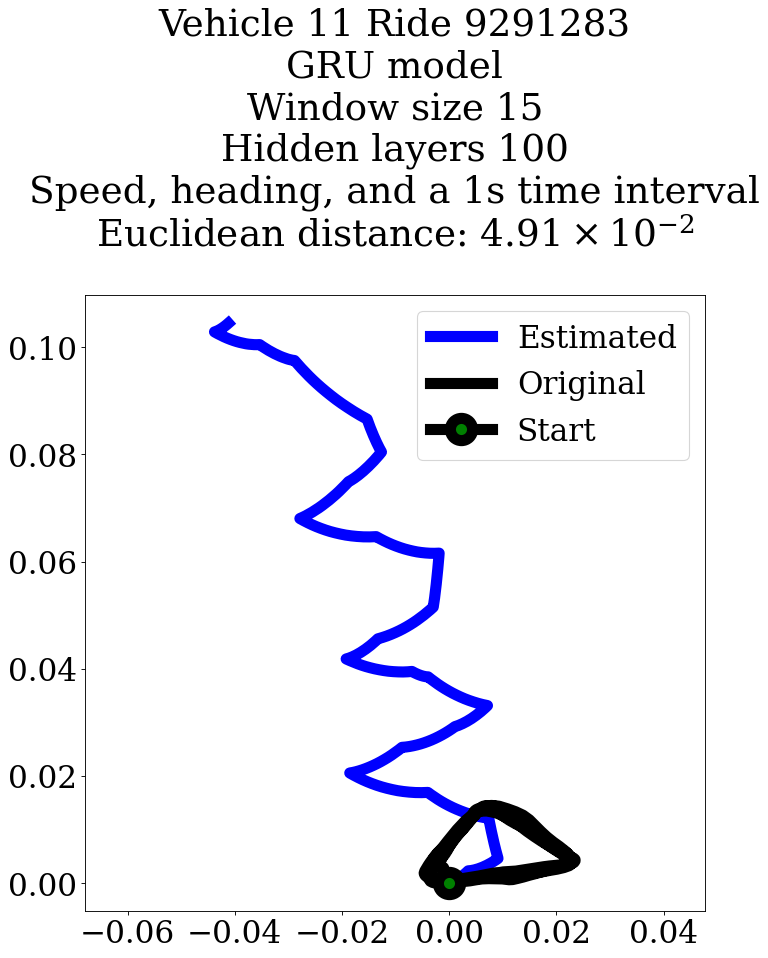 Vehicle 11 Ride 9291283
GRU model
Window size 15
Hidden layers 100
Speed, heading, and a 1s time interval
Euclidean distance: 4.91 × 10⁻²
Estimated
Original
Start
0.10
0.08
0.06
0.04
0.02
0.00
−0.06 −0.04 −0.02 0.00 0.02 0.04